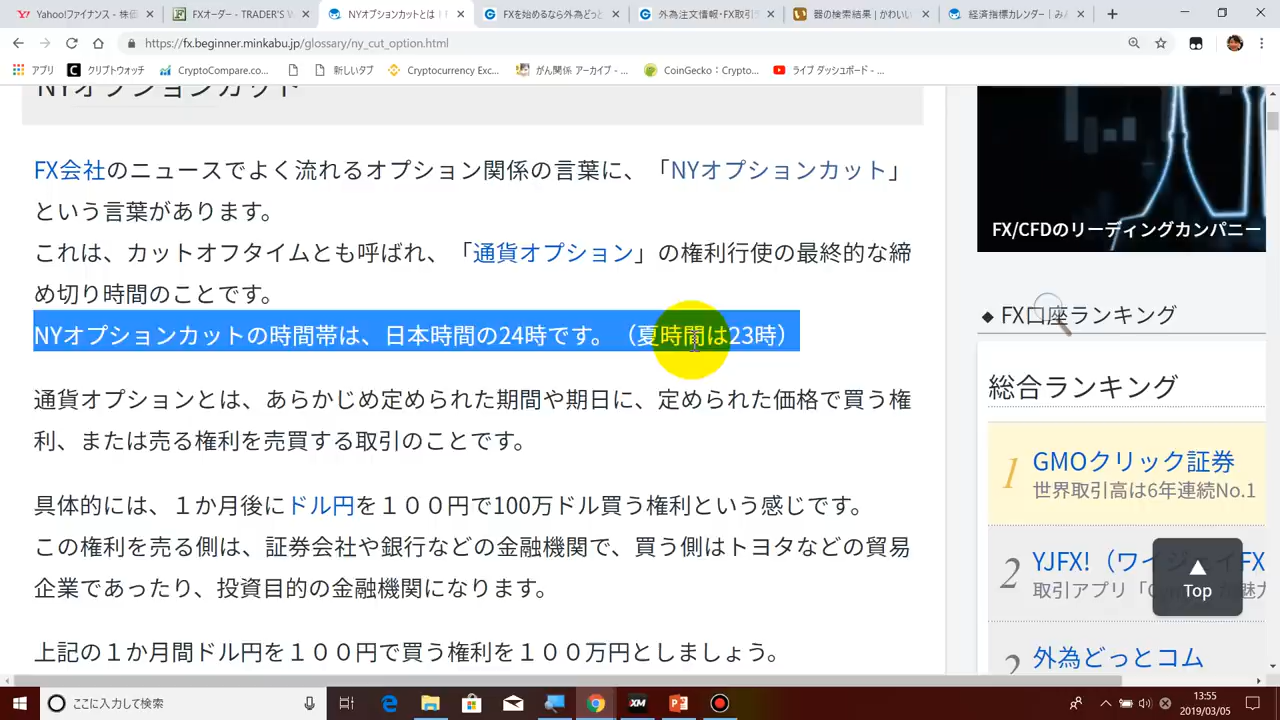 Yahoo!ファイナンス - 株価
FXオーダー - TRADER'S W
NYオプションカットとは
FXを始めるなら外為どっと
外為注文情報・FX取引
器の検索結果 | かわいい
経済指標カレンダー | みん
https://fx.beginner.minkabu.jp/glossary/ny_cut_option.html
アプリ
クリプトウォッチ
CryptoCompare.co...
新しいタブ
Cryptocurrency Exc...
がん関係 アーカイブ - ...
CoinGecko：Crypto...
ライブ ダッシュボード - ...
NYオプションカット
FX会社のニュースでよく流れるオプション関係の言葉に、「NYオプションカット」
という言葉があります。
これは、カットオフタイムとも呼ばれ、「通貨オプション」の権利行使の最終的な締
め切り時間のことです。
NYオプションカットの時間帯は、日本時間の24時です。（夏時間は23時）
通貨オプションとは、あらかじめ定められた期間や期日に、定められた価格で買う権
利、または売る権利を売買する取引のことです。
具体的には、１か月後にドル円を１００円で100万ドル買う権利という感じです。
この権利を売る側は、証券会社や銀行などの金融機関で、買う側はトヨタなどの貿易
企業であったり、投資目的の金融機関になります。
上記の１か月間ドル円を１００円で買う権利を１００万円としましょう。
FX/CFDのリーディングカンパニー
◆ FX口座ランキング
総合ランキング
1
GMOクリック証券
世界取引高は6年連続No.1
2
YJFX!（ワイジェイFX
取引アプリ「
Top
外為どっとコム
ここに入力して検索
XM
13:55
2019/03/05